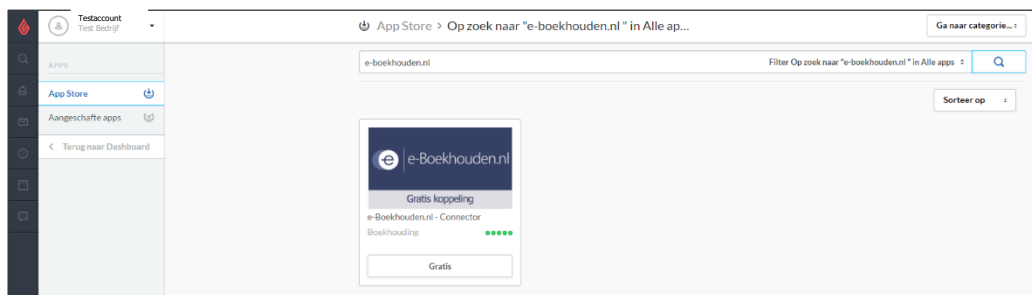 Testaccount
Test Bedrijf
App Store > Op zoek naar "e-boekhouden.nl " in Alle ap...
Ga naar categorie...
APPS
e-boekhouden.nl
Filter Op zoek naar "e-boekhouden.nl " in Alle apps
App Store
Sorteer op
Aangeschafte apps
< Terug naar Dashboard
e e-Boekhouden.nl
Gratis koppeling
e-Boekhouden.nl - Connector
Boekhouding
Gratis